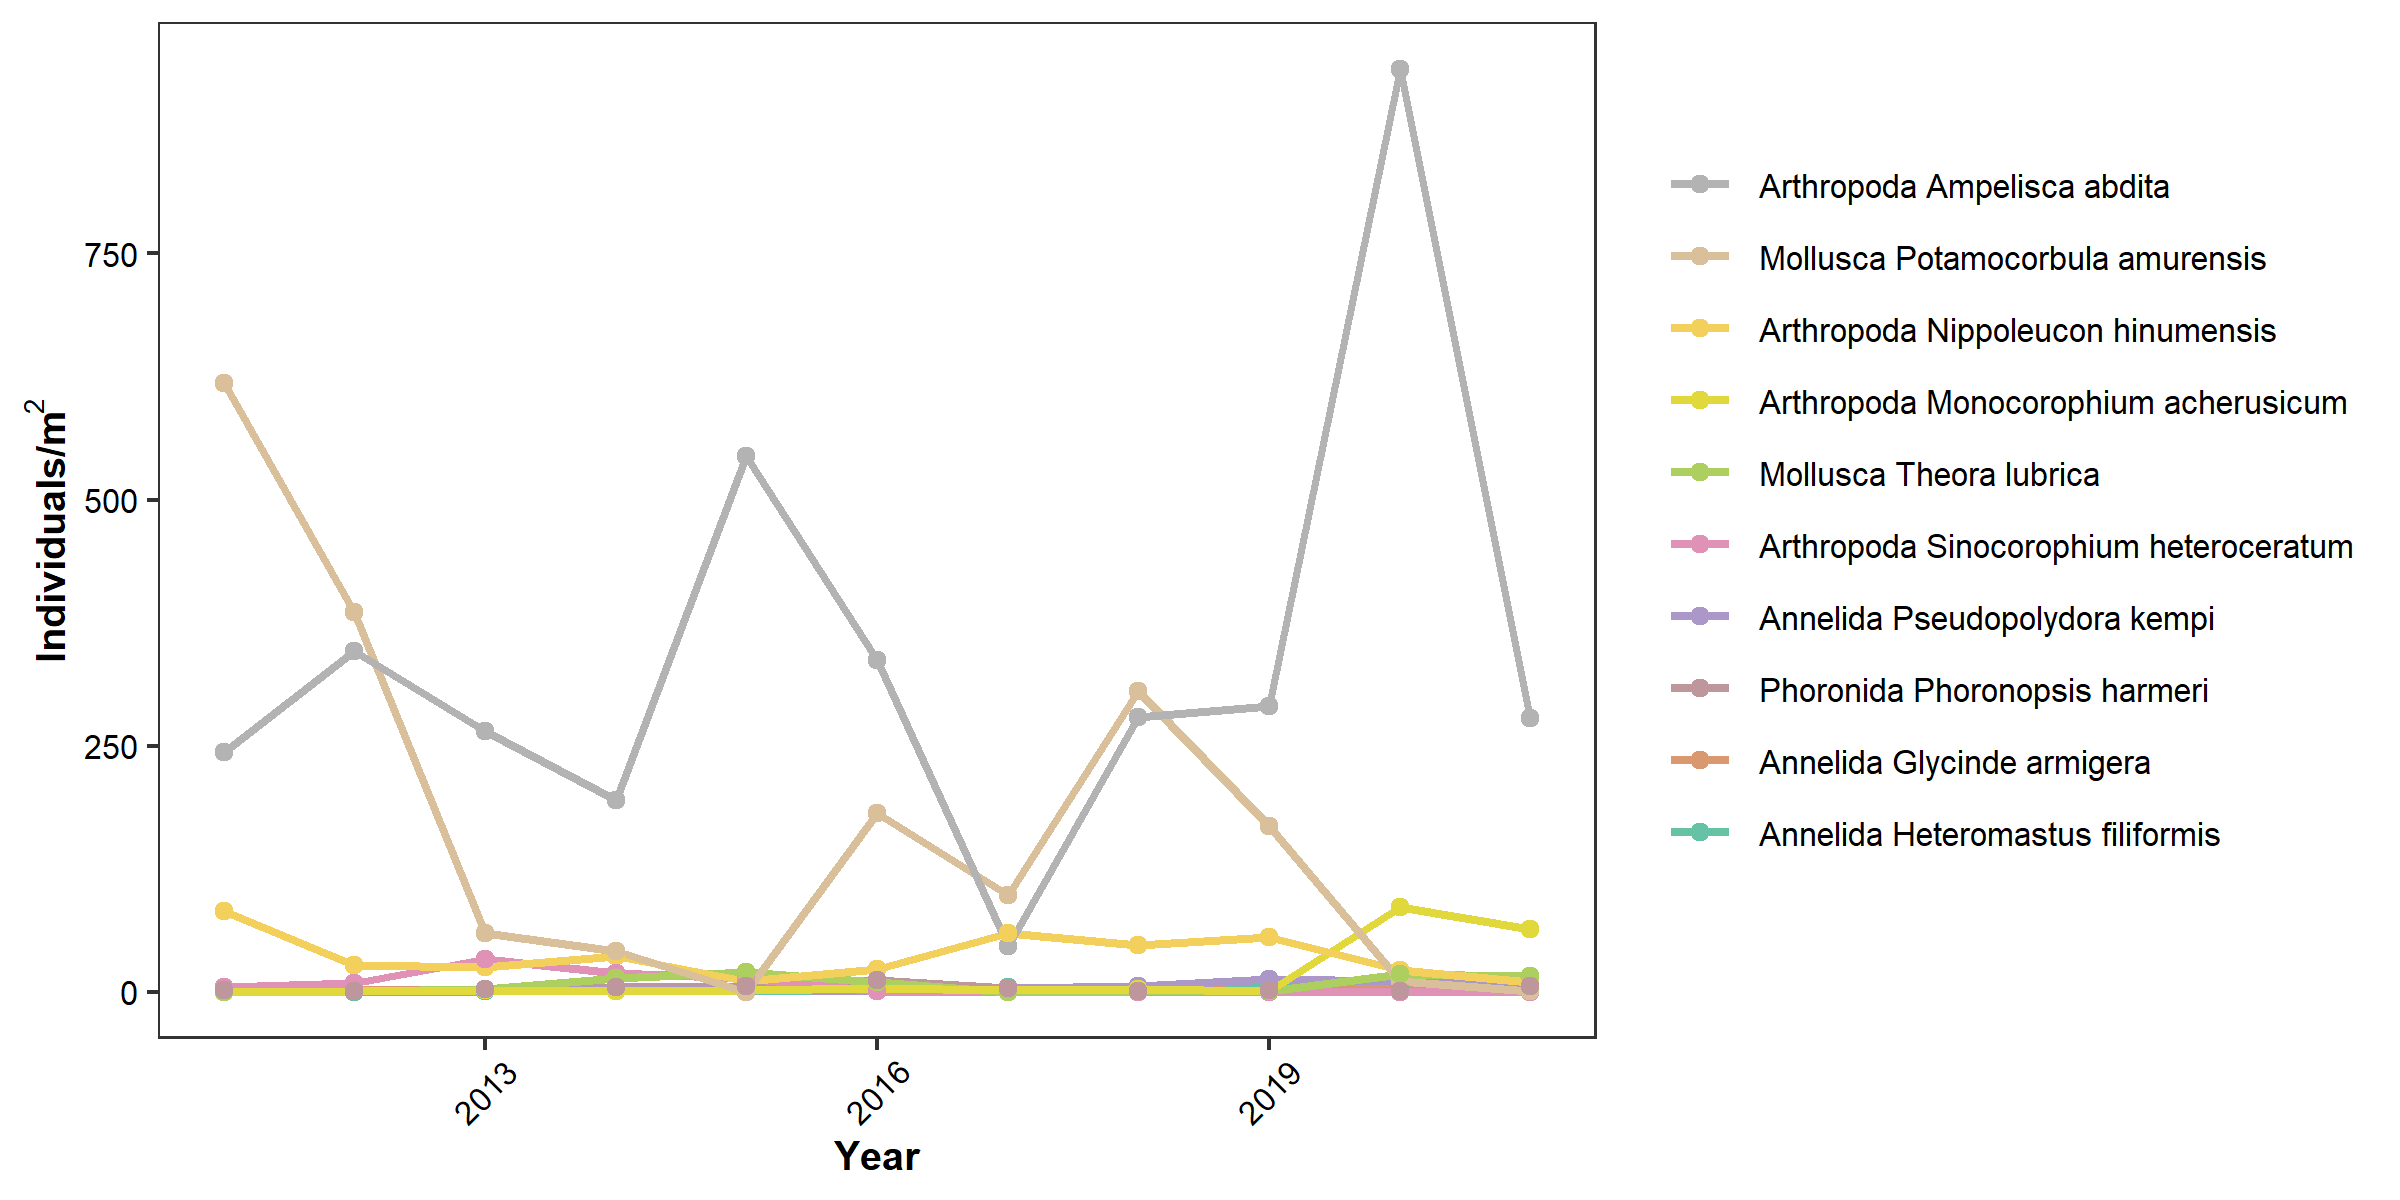 750
500
250
0
Individuals/m²
2013
2016
2019
Year
Arthropoda Ampelisca abdita
Mollusca Potamocorbula amurensis
Arthropoda Nippoleucon hinumensis
Arthropoda Monocorophium acherusicum
Mollusca Theora lubrica
Arthropoda Sinocorophium heteroceratum
Annelida Pseudopolydora kempi
Phoronida Phoronopsis harmeri
Annelida Glycinde armigera
Annelida Heteromastus filiformis